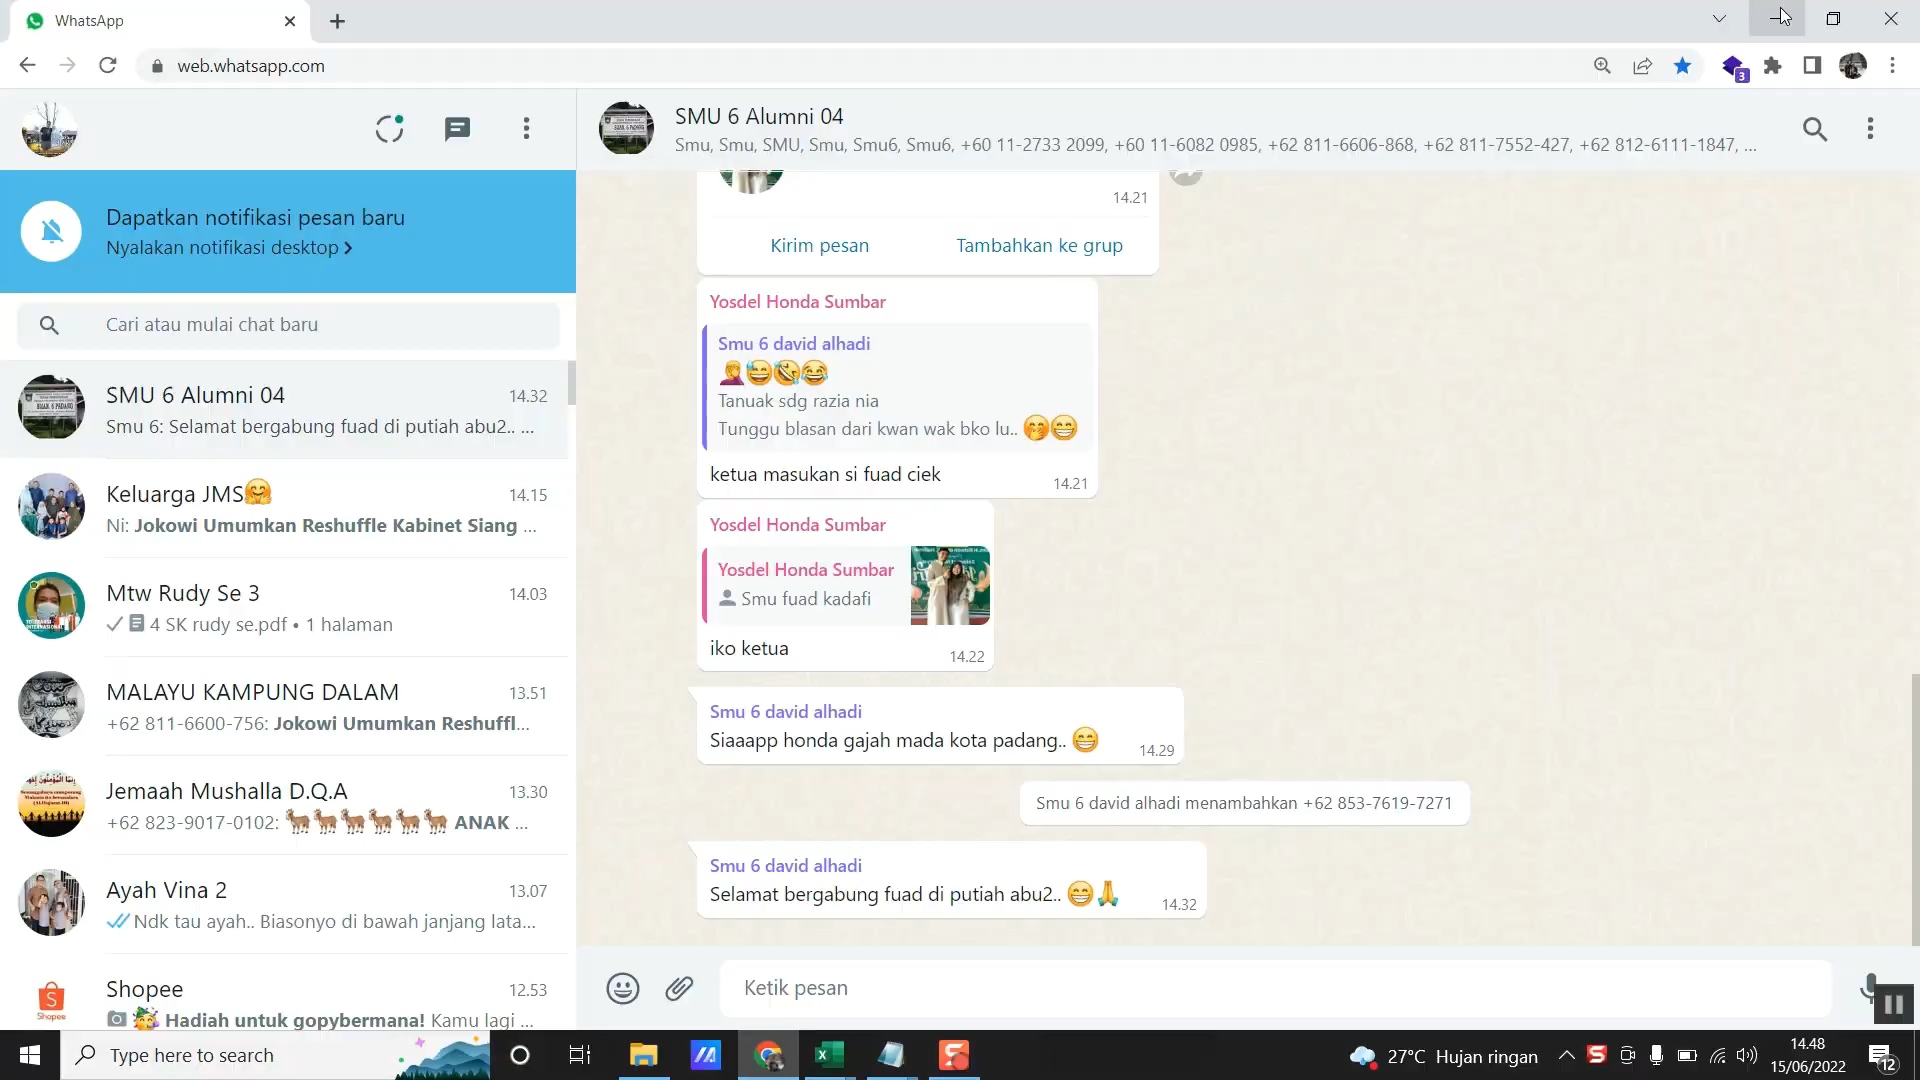 WhatsApp
web.whatsapp.com
3
SMU 6 Alumni 04
Smu, Smu, SMU, Smu, Smu6, Smu6, +60 11-2733 2099, +60 11-6082 0985, +62 811-6606-868, +62 811-7552-427, +62 812-6111-1847, ...
Dapatkan notifikasi pesan baru
Nyalakan notifikasi desktop
Cari atau mulai chat baru
SMU 6 Alumni 04
14.32
Smu 6: Selamat bergabung fuad di putiah abu2.. ...
Keluarga JMS🤗
14.15
Ni: Jokowi Umumkan Reshuffle Kabinet Siang ...
Mtw Rudy Se 3
14.03
4 SK rudy se.pdf • 1 halaman
MALAYU KAMPUNG DALAM
13.51
+62 811-6600-756: Jokowi Umumkan Reshuffl...
Jemaah Mushalla D.Q.A
13.30
+62 823-9017-0102: 🐐🐐🐐🐐🐐🐐 ANAK ...
Ayah Vina 2
13.07
Ndk tau ayah.. Biasonyo di bawah janjang lata...
Shopee
Shopee
12.53
🥳 Hadiah untuk gopybermana! Kamu lagi ...
14.21
Kirim pesan
Tambahkan ke grup
Yosdel Honda Sumbar
Smu 6 david alhadi
🤦😅🤣😂
Tanuak sdg razia nia
Tunggu blasan dari kwan wak bko lu.. 🤭😁
ketua masukan si fuad ciek
14.21
Yosdel Honda Sumbar
Yosdel Honda Sumbar
Smu fuad kadafi
iko ketua
14.22
Smu 6 david alhadi
Siaaapp honda gajah mada kota padang.. 😁
14.29
Smu 6 david alhadi menambahkan +62 853-7619-7271
Smu 6 david alhadi
Selamat bergabung fuad di putiah abu2.. 😁🙏
14.32
Ketik pesan
Type here to search
27°C Hujan ringan
14.48
15/06/2022
12